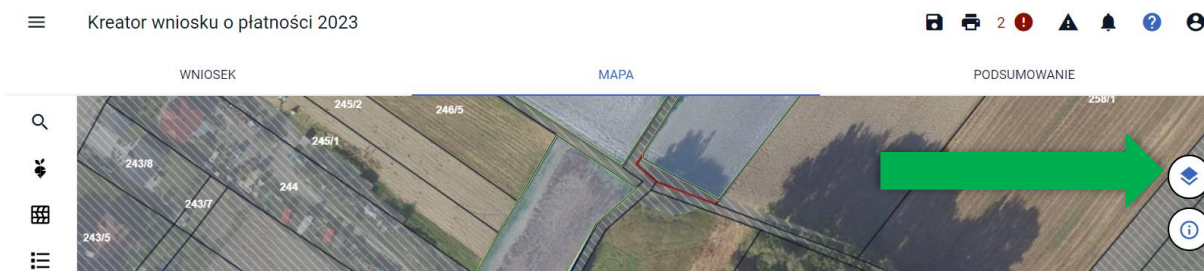 Kreator wniosku o płatności 2023
2
WNIOSEK
MAPA
PODSUMOWANIE
245/2
246/5
258/1
245/1
243/8
244
243/7
243/5